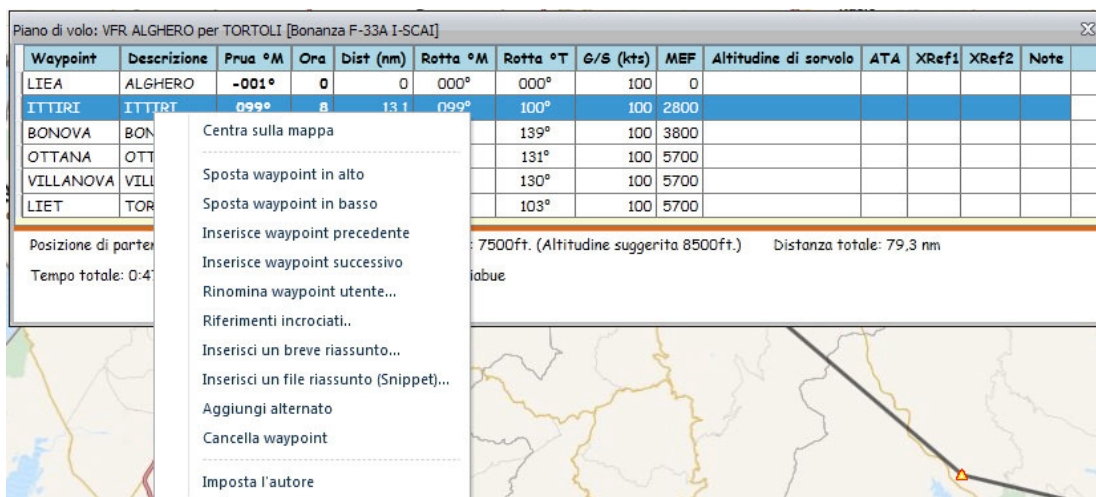 Piano di volo: VFR ALGHERO per TORTOLI [Bonanza F-33A I-SCAI]
Waypoint Descrizione Prua °M Ora Dist (nm) Rotta °M Rotta °T G/S (kts) MEF Altitudine di sorvolo ATA XRef1 XRef2 Note
LIEA ALGHERO -001° 0 0 000° 000° 100 0
ITTIRI ITTIRI 099° 8 13.1 099° 100° 100 2800
BONOVA BON 139° 100 3800
OTTANA OTT 131° 100 5700
VILLANOVA VILL 130° 100 5700
LIET TOR 103° 100 5700
Centra sulla mappa
Sposta waypoint in alto
Sposta waypoint in basso
Inserisce waypoint precedente
Inserisce waypoint successivo
Rinomina waypoint utente...
Riferimenti incrociati..
Inserisci un breve riassunto...
Inserisci un file riassunto (Snippet)...
Aggiungi alternato
Cancella waypoint
Imposta l'autore
Posizione di parter : 7500ft. (Altitudine suggerita 8500ft.) Distanza totale: 79,3 nm
Tempo totale: 0:47 iabue